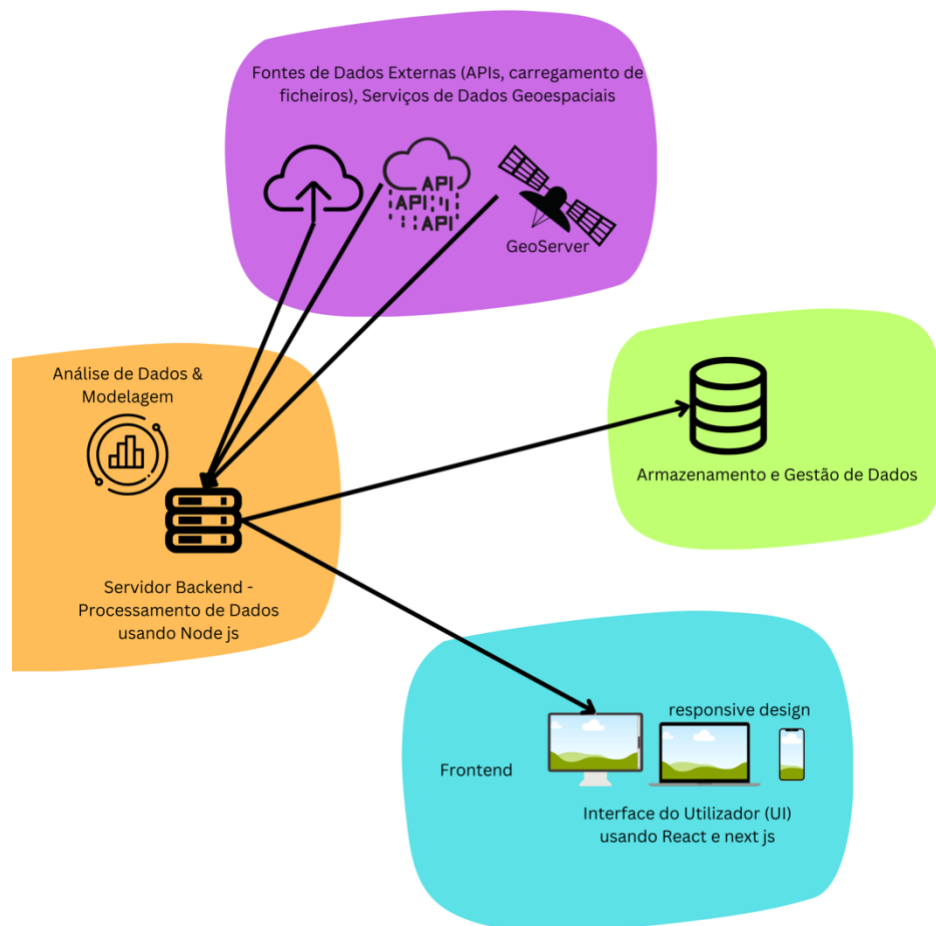 Fontes de Dados Externas (APIs, carregamento de
ficheiros), Serviços de Dados Geoespaciais
API
API
API
GeoServer
Análise de Dados &
Modelagem
Servidor Backend -
Processamento de Dados
usando Node js
Armazenamento e Gestão de Dados
responsive design
Frontend
Interface do Utilizador (UI)
usando React e next js